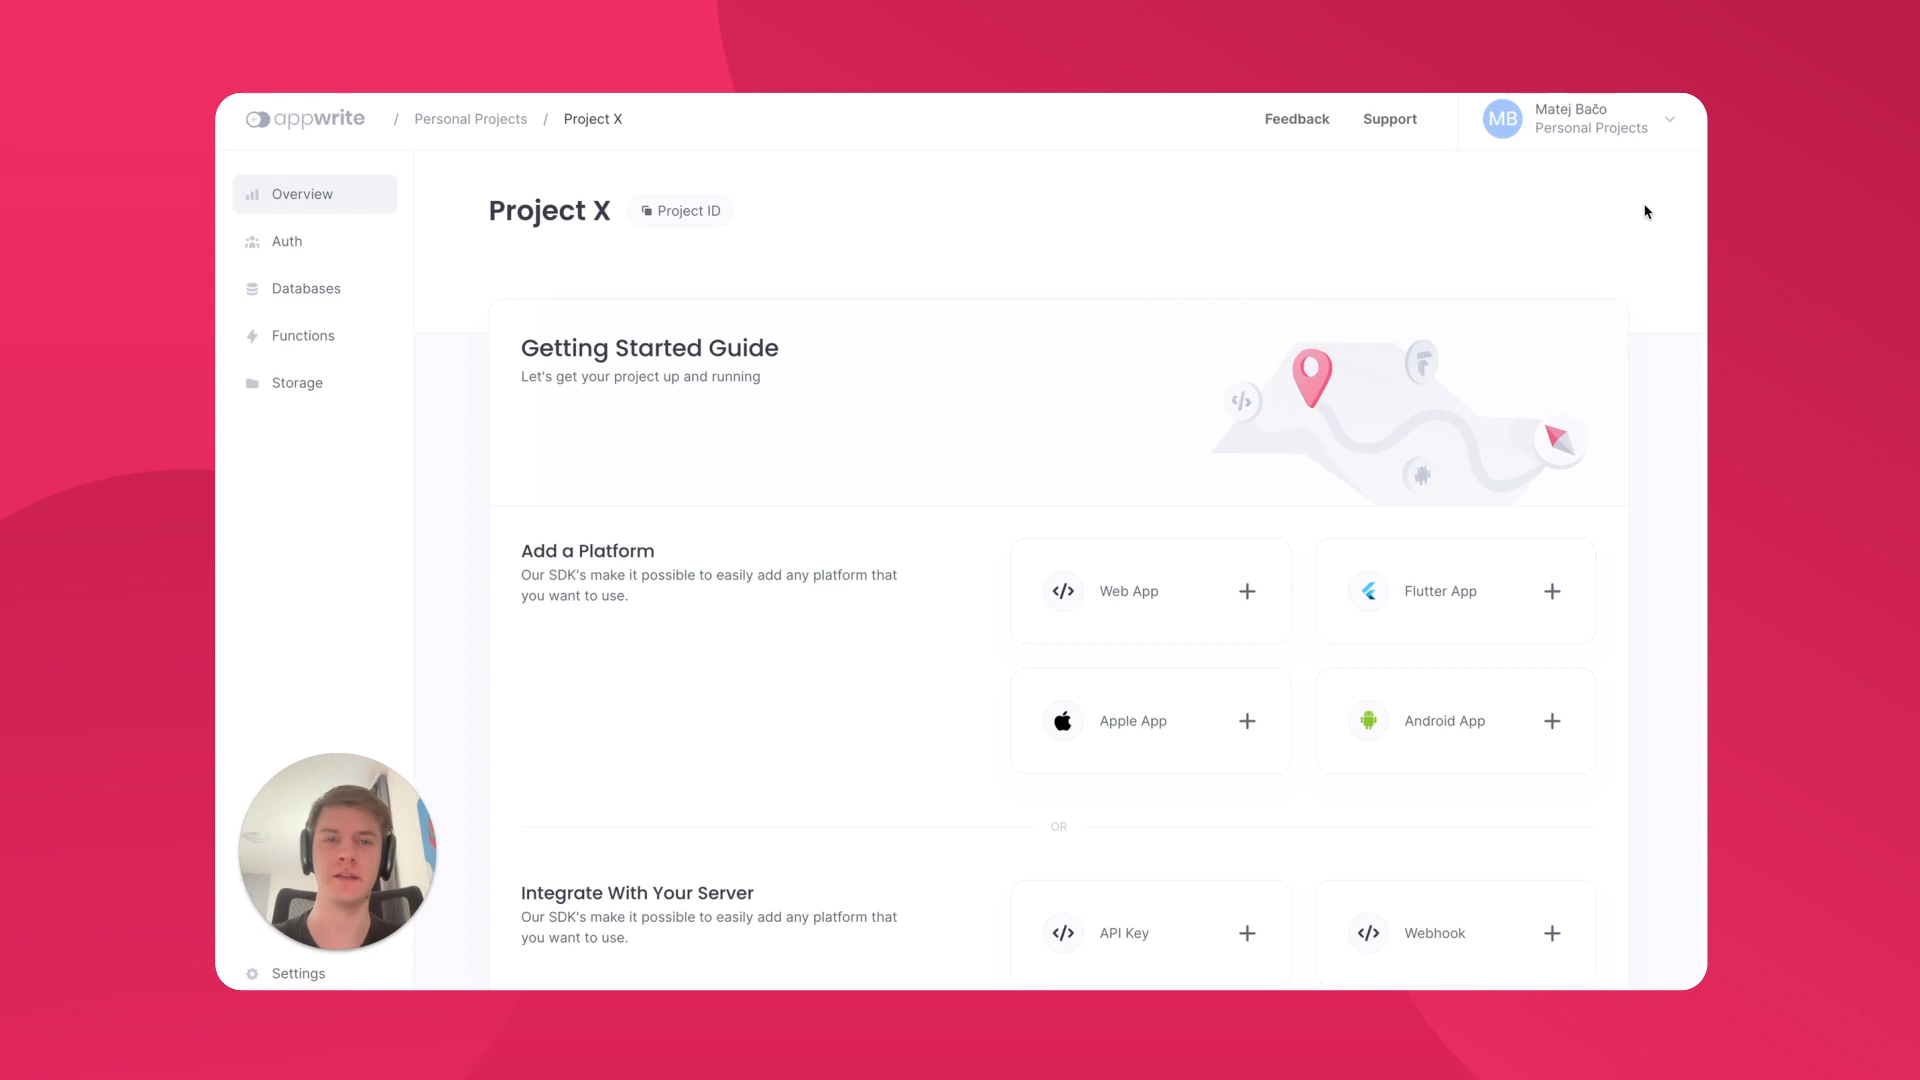 appwrite / Personal Projects / Project X
Feedback
Support
MB
Matej Bačo
Personal Projects
Overview
Auth
Databases
Functions
Storage
Settings
Project X
Project ID
Getting Started Guide
Let's get your project up and running
Add a Platform
Our SDK's make it possible to easily add any platform that
you want to use.
Web App
Flutter App
Apple App
Android App
OR
Integrate With Your Server
Our SDK's make it possible to easily add any platform that
you want to use.
API Key
Webhook